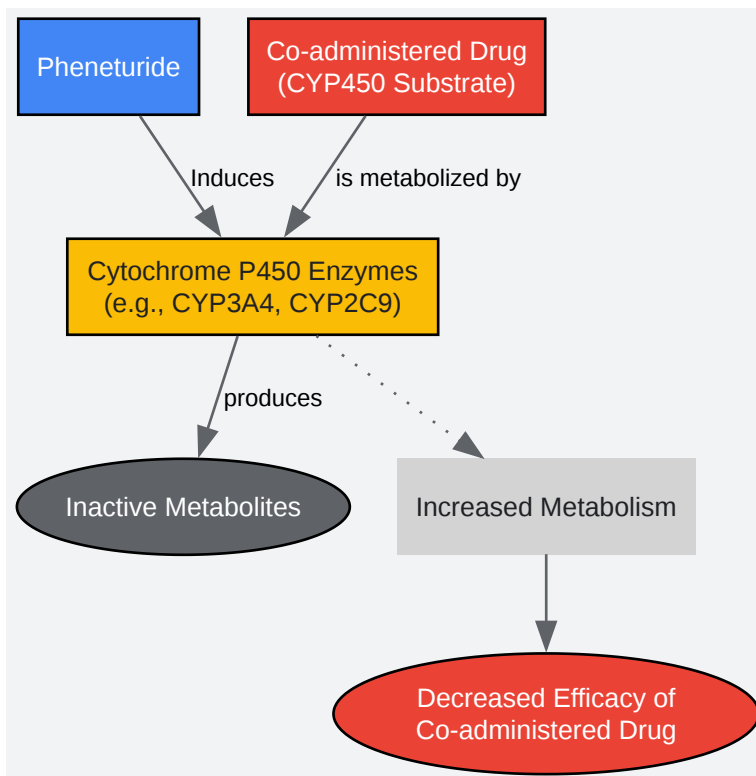 Pheneturide
Co-administered Drug
(CYP450 Substrate)
Induces
is metabolized by
Cytochrome P450 Enzymes
(e.g., CYP3A4, CYP2C9)
produces
Inactive Metabolites
Increased Metabolism
Decreased Efficacy of
Co-administered Drug